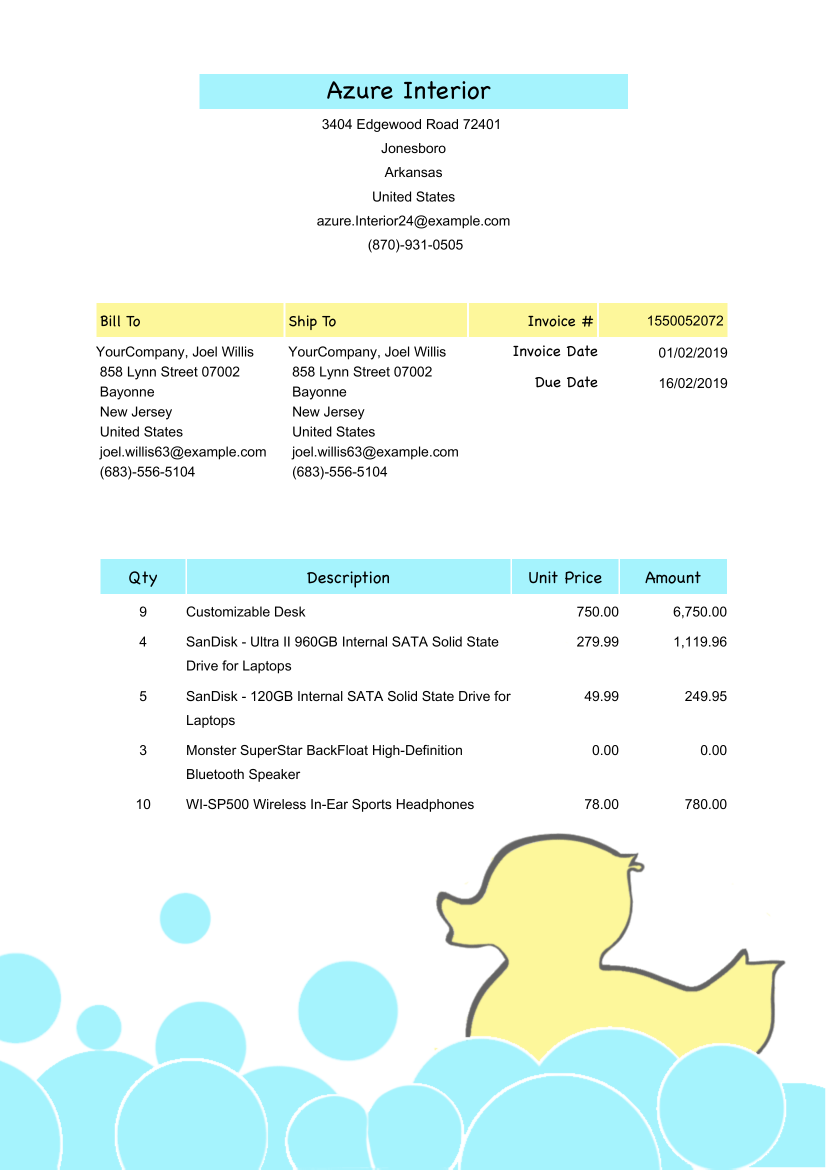 Azure Interior
3404 Edgewood Road 72401
Jonesboro
Arkansas
United States
azure.Interior24@example.com
(870)-931-0505
Bill To Ship To Invoice # 1550052072
YourCompany, Joel Willis YourCompany, Joel Willis Invoice Date 01/02/2019
858 Lynn Street 07002 858 Lynn Street 07002
Bayonne Bayonne Due Date 16/02/2019
New Jersey New Jersey
United States United States
joel.willis63@example.com joel.willis63@example.com
(683)-556-5104 (683)-556-5104
Qty Description Unit Price Amount
9 Customizable Desk 750.00 6,750.00
4 SanDisk - Ultra II 960GB Internal SATA Solid State 279.99 1,119.96
Drive for Laptops
5 SanDisk - 120GB Internal SATA Solid State Drive for 49.99 249.95
Laptops
3 Monster SuperStar BackFloat High-Definition 0.00 0.00
Bluetooth Speaker
10 WI-SP500 Wireless In-Ear Sports Headphones 78.00 780.00